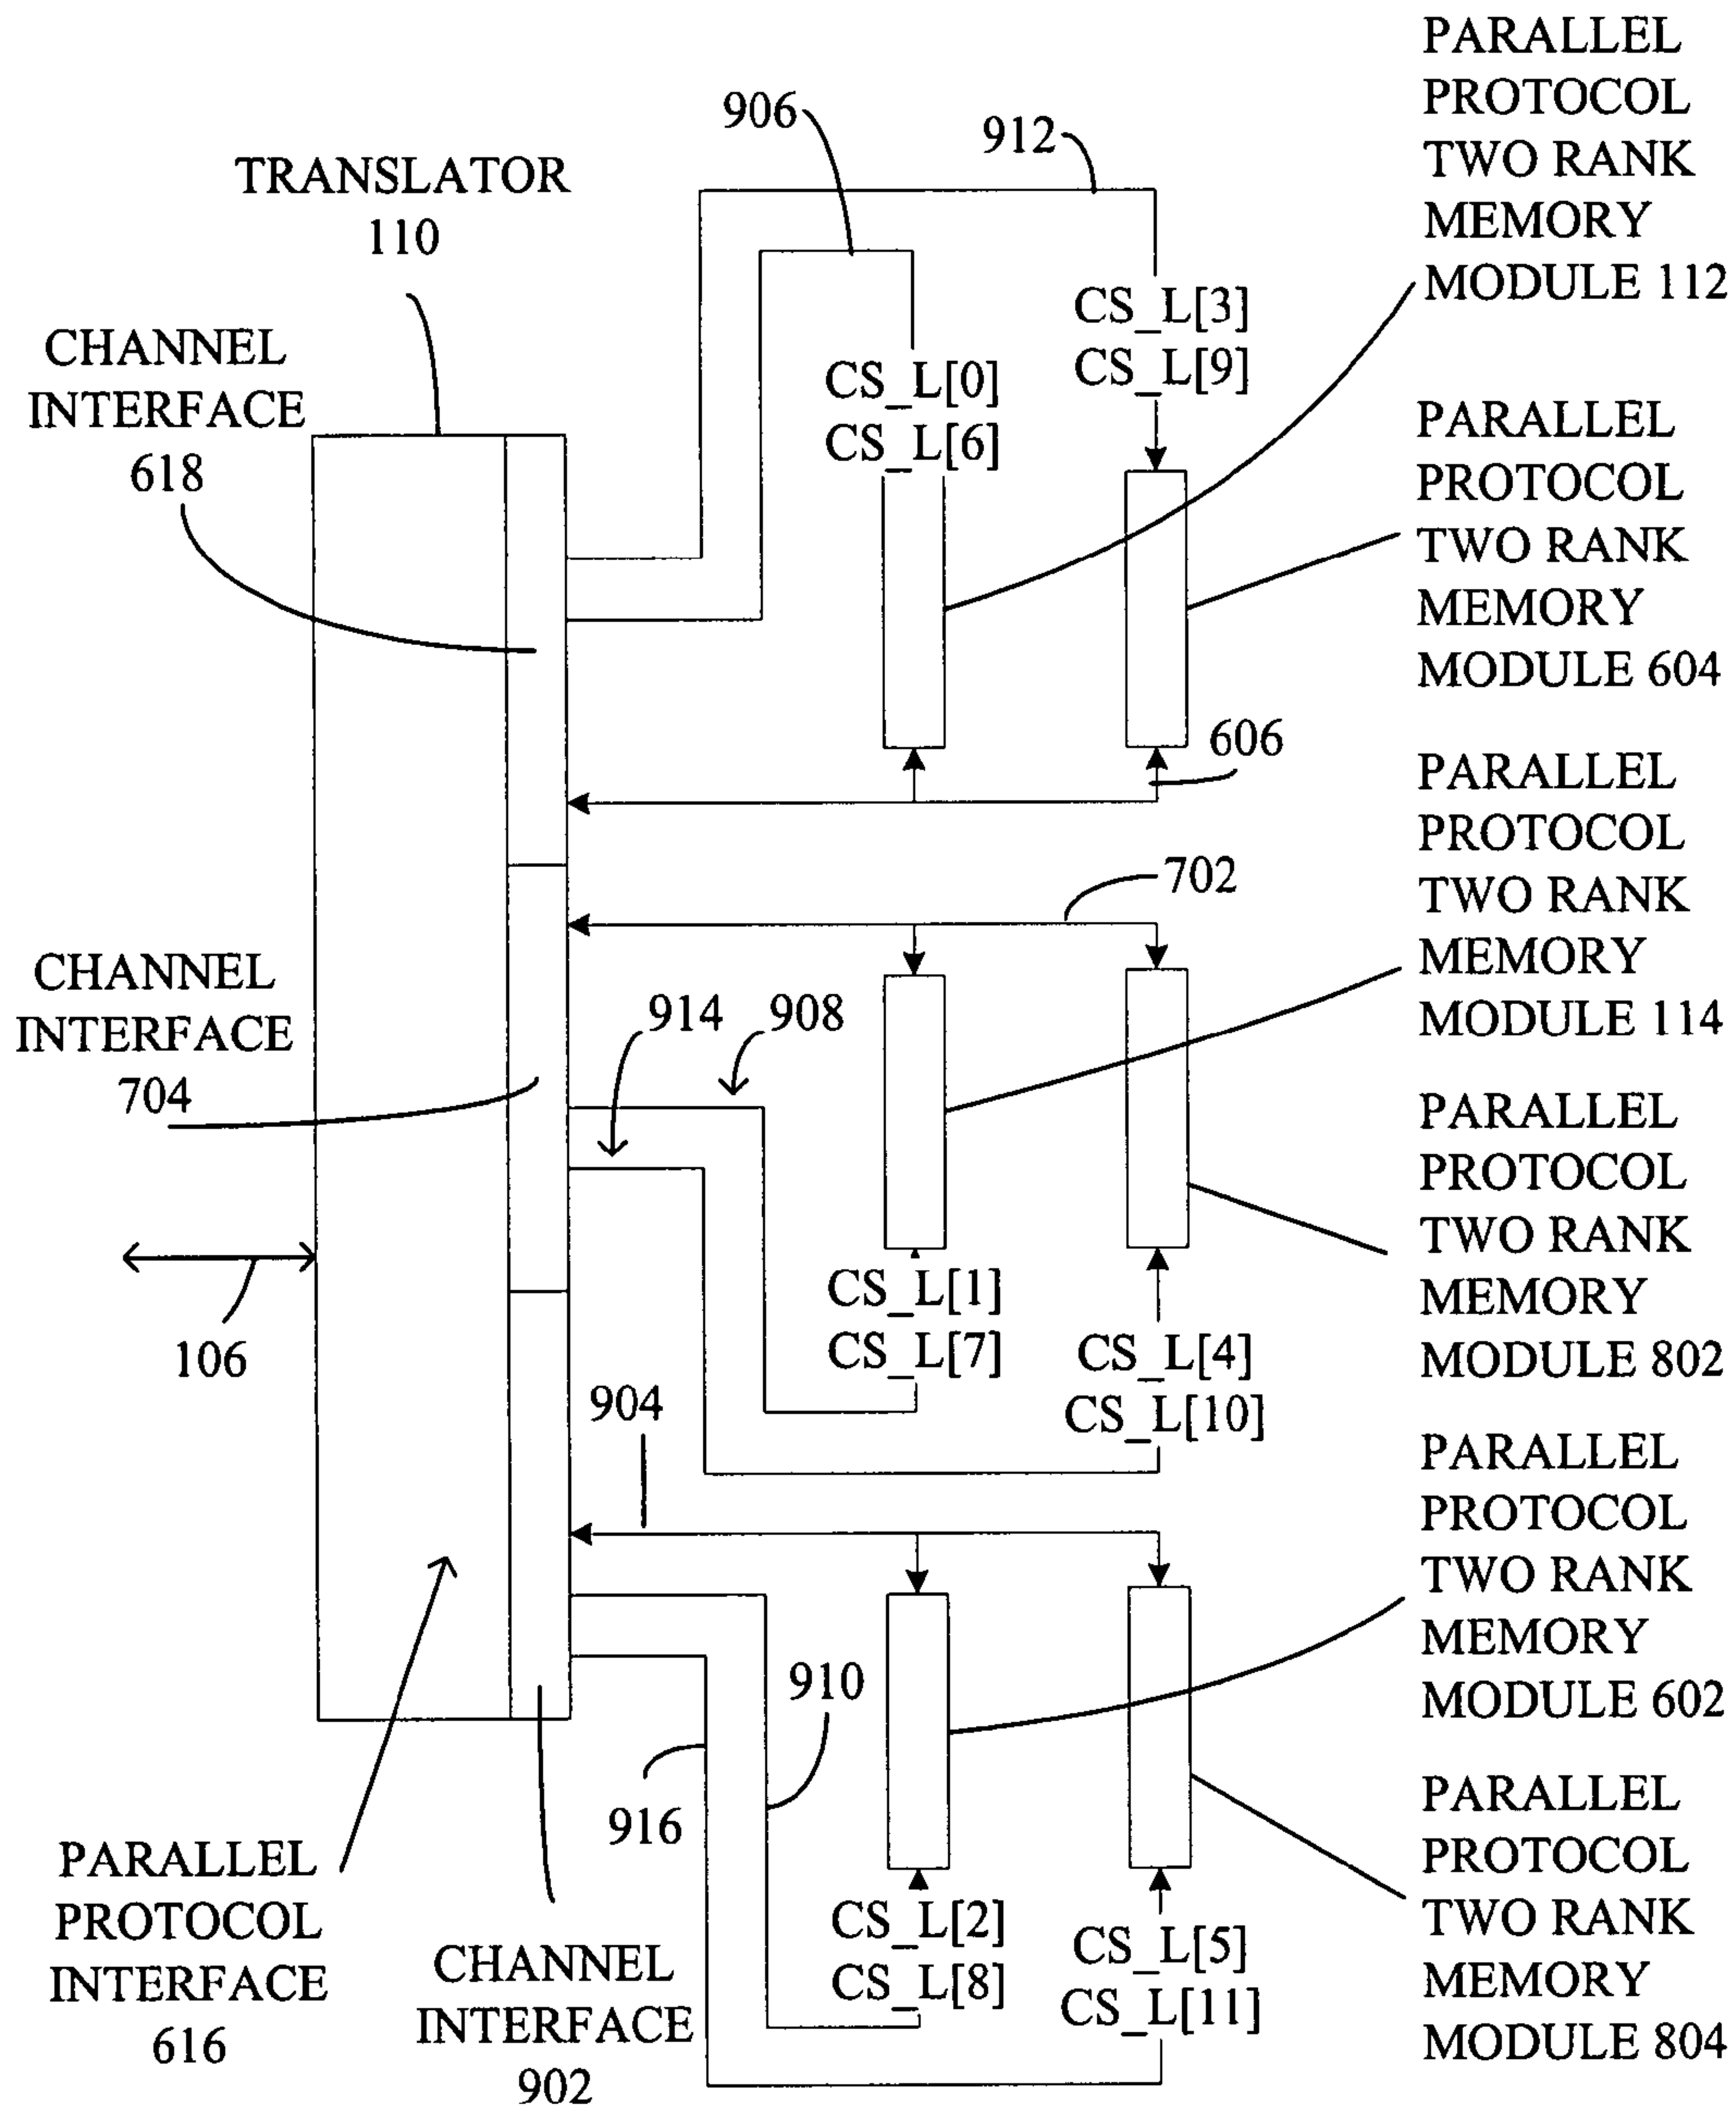 PARALLEL
PROTOCOL
TWO RANK
MEMORY
MODULE 112
906
912
TRANSLATOR
110
CS_L[3]
CS_L[9]
CHANNEL
INTERFACE
618
CS_L[0]
CS_L[6]
PARALLEL
PROTOCOL
TWO RANK
MEMORY
MODULE 604
606
PARALLEL
PROTOCOL
TWO RANK
MEMORY
MODULE 114
702
CHANNEL
INTERFACE
704
914
908
PARALLEL
PROTOCOL
TWO RANK
MEMORY
MODULE 802
CS_L[1]
CS_L[7]
106
CS_L[4]
CS_L[10]
904
PARALLEL
PROTOCOL
TWO RANK
MEMORY
MODULE 602
910
916
PARALLEL
PROTOCOL
TWO RANK
MEMORY
MODULE 804
PARALLEL
PROTOCOL
INTERFACE
616
CHANNEL
INTERFACE
902
CS_L[2]
CS_L[8]
CS_L[5]
CS_L[11]